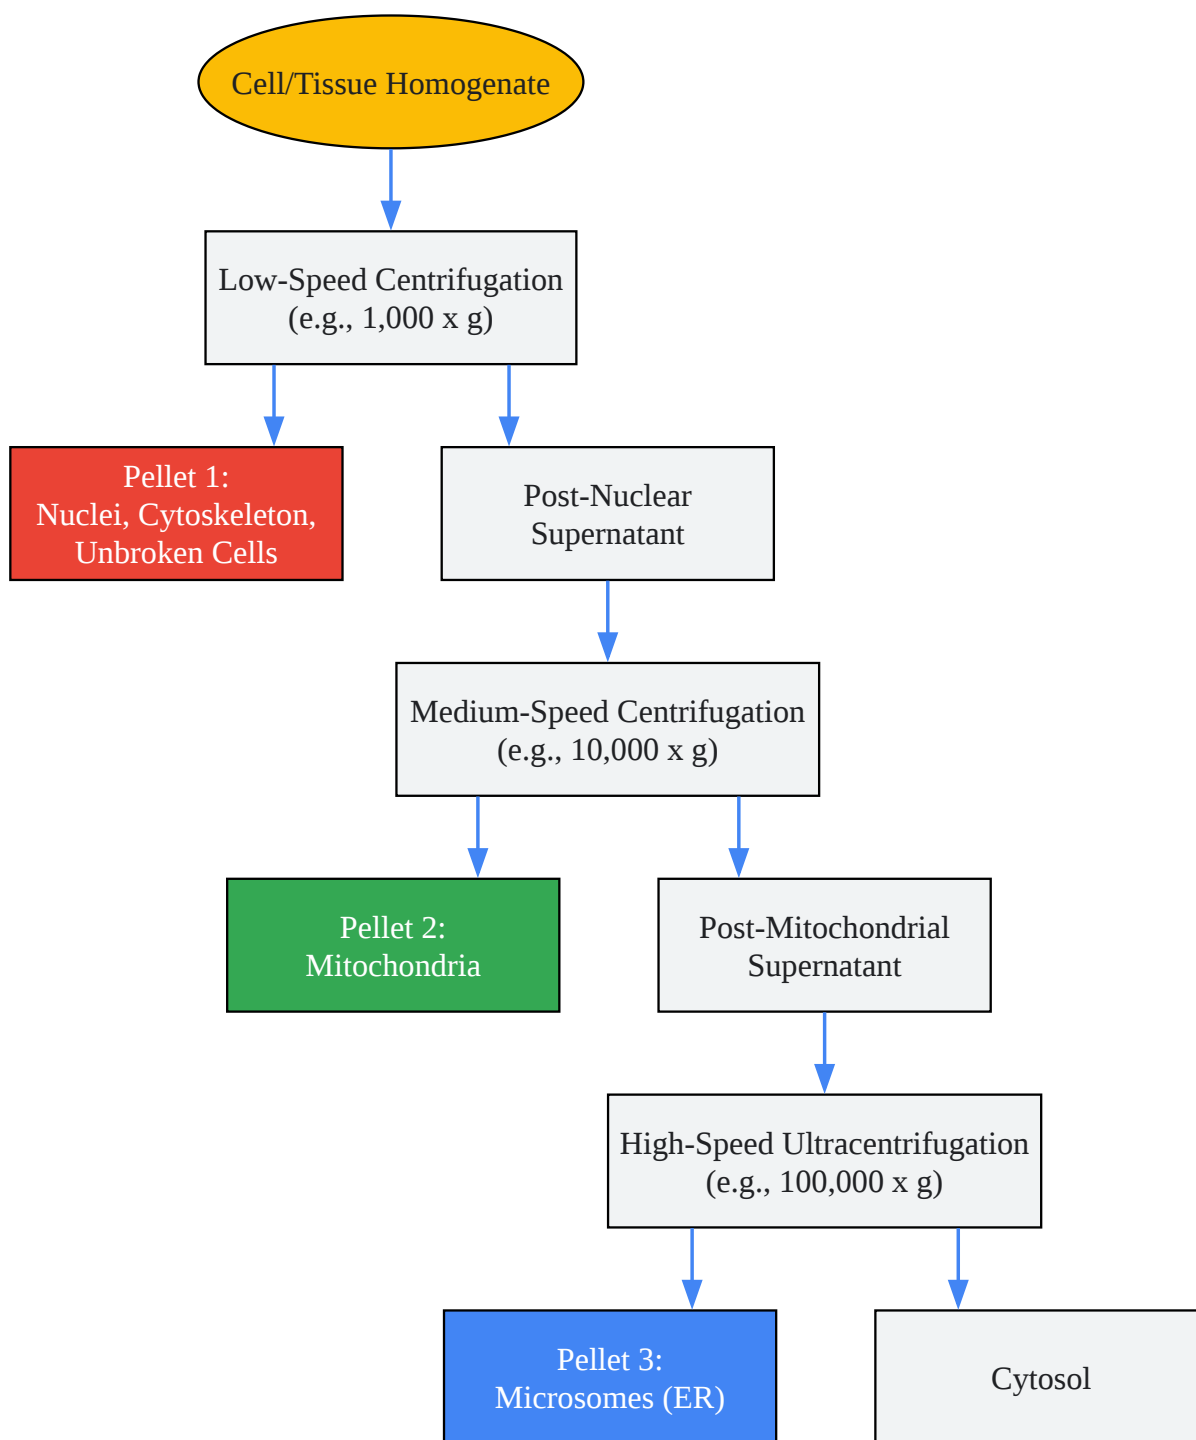 Cell/Tissue Homogenate
Low-Speed Centrifugation
(e.g., 1,000 x g)
Pellet 1:
Nuclei, Cytoskeleton,
Unbroken Cells
Post-Nuclear
Supernatant
Medium-Speed Centrifugation
(e.g., 10,000 x g)
Pellet 2:
Mitochondria
Post-Mitochondrial
Supernatant
High-Speed Ultracentrifugation
(e.g., 100,000 x g)
Pellet 3:
Microsomes (ER)
Cytosol